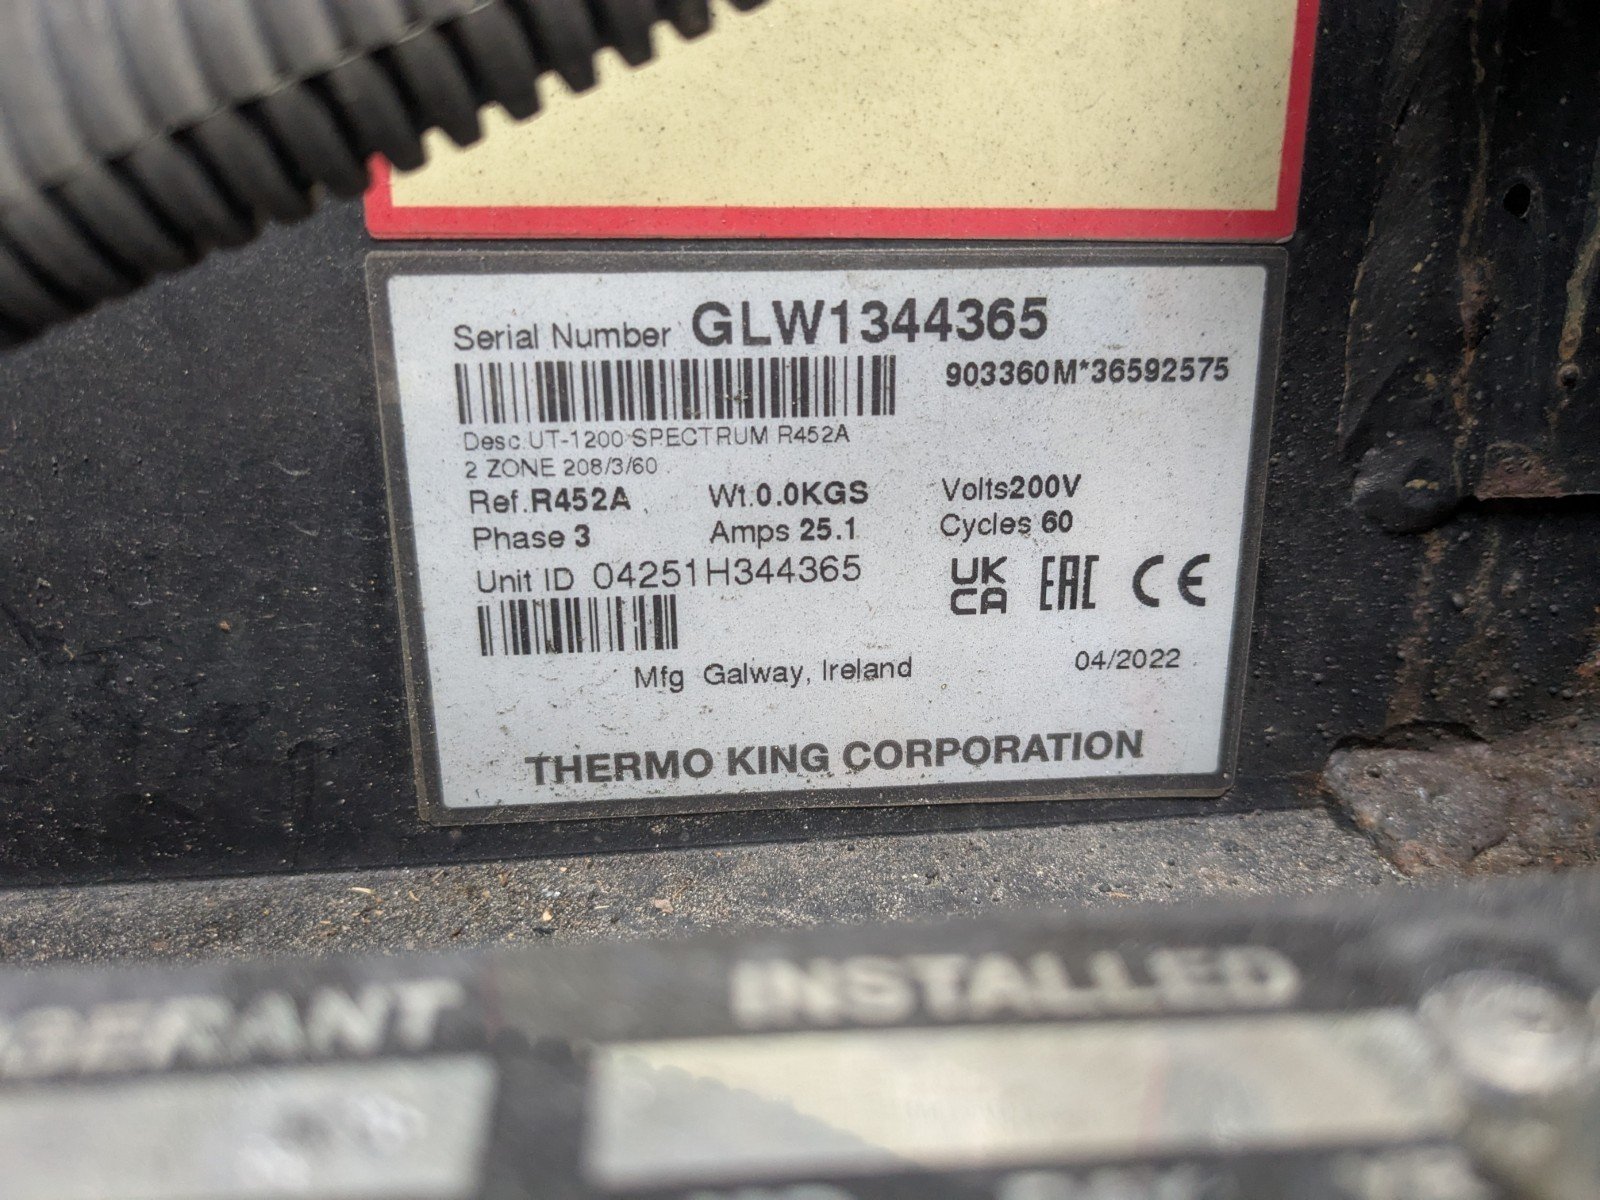 Serial Number GLW1344365
903360M*36592575
Desc.UT-1200 SPECTRUM R452A
2 ZONE 208/3/60
Ref.R452A Wt.0.0KGS Volts200V
Phase 3 Amps 25.1 Cycles 60
Unit ID 04251H344365
UK CA EAC CE
Mfg Galway, Ireland 04/2022
THERMO KING CORPORATION
INSTALLED